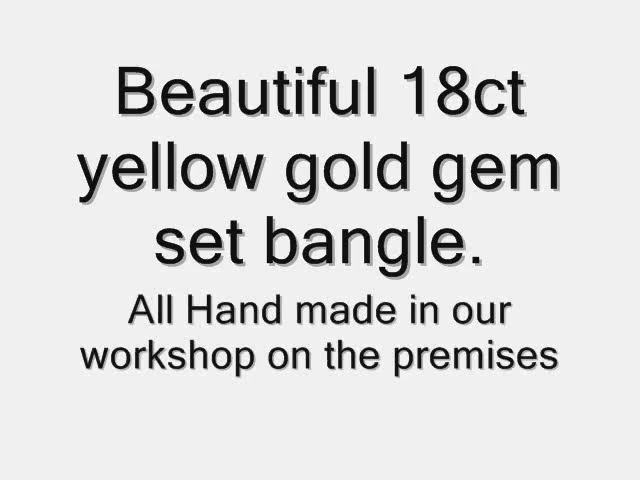 Beautiful 18ct
yellow gold gem
set bangle.
All Hand made in our
workshop on the premises